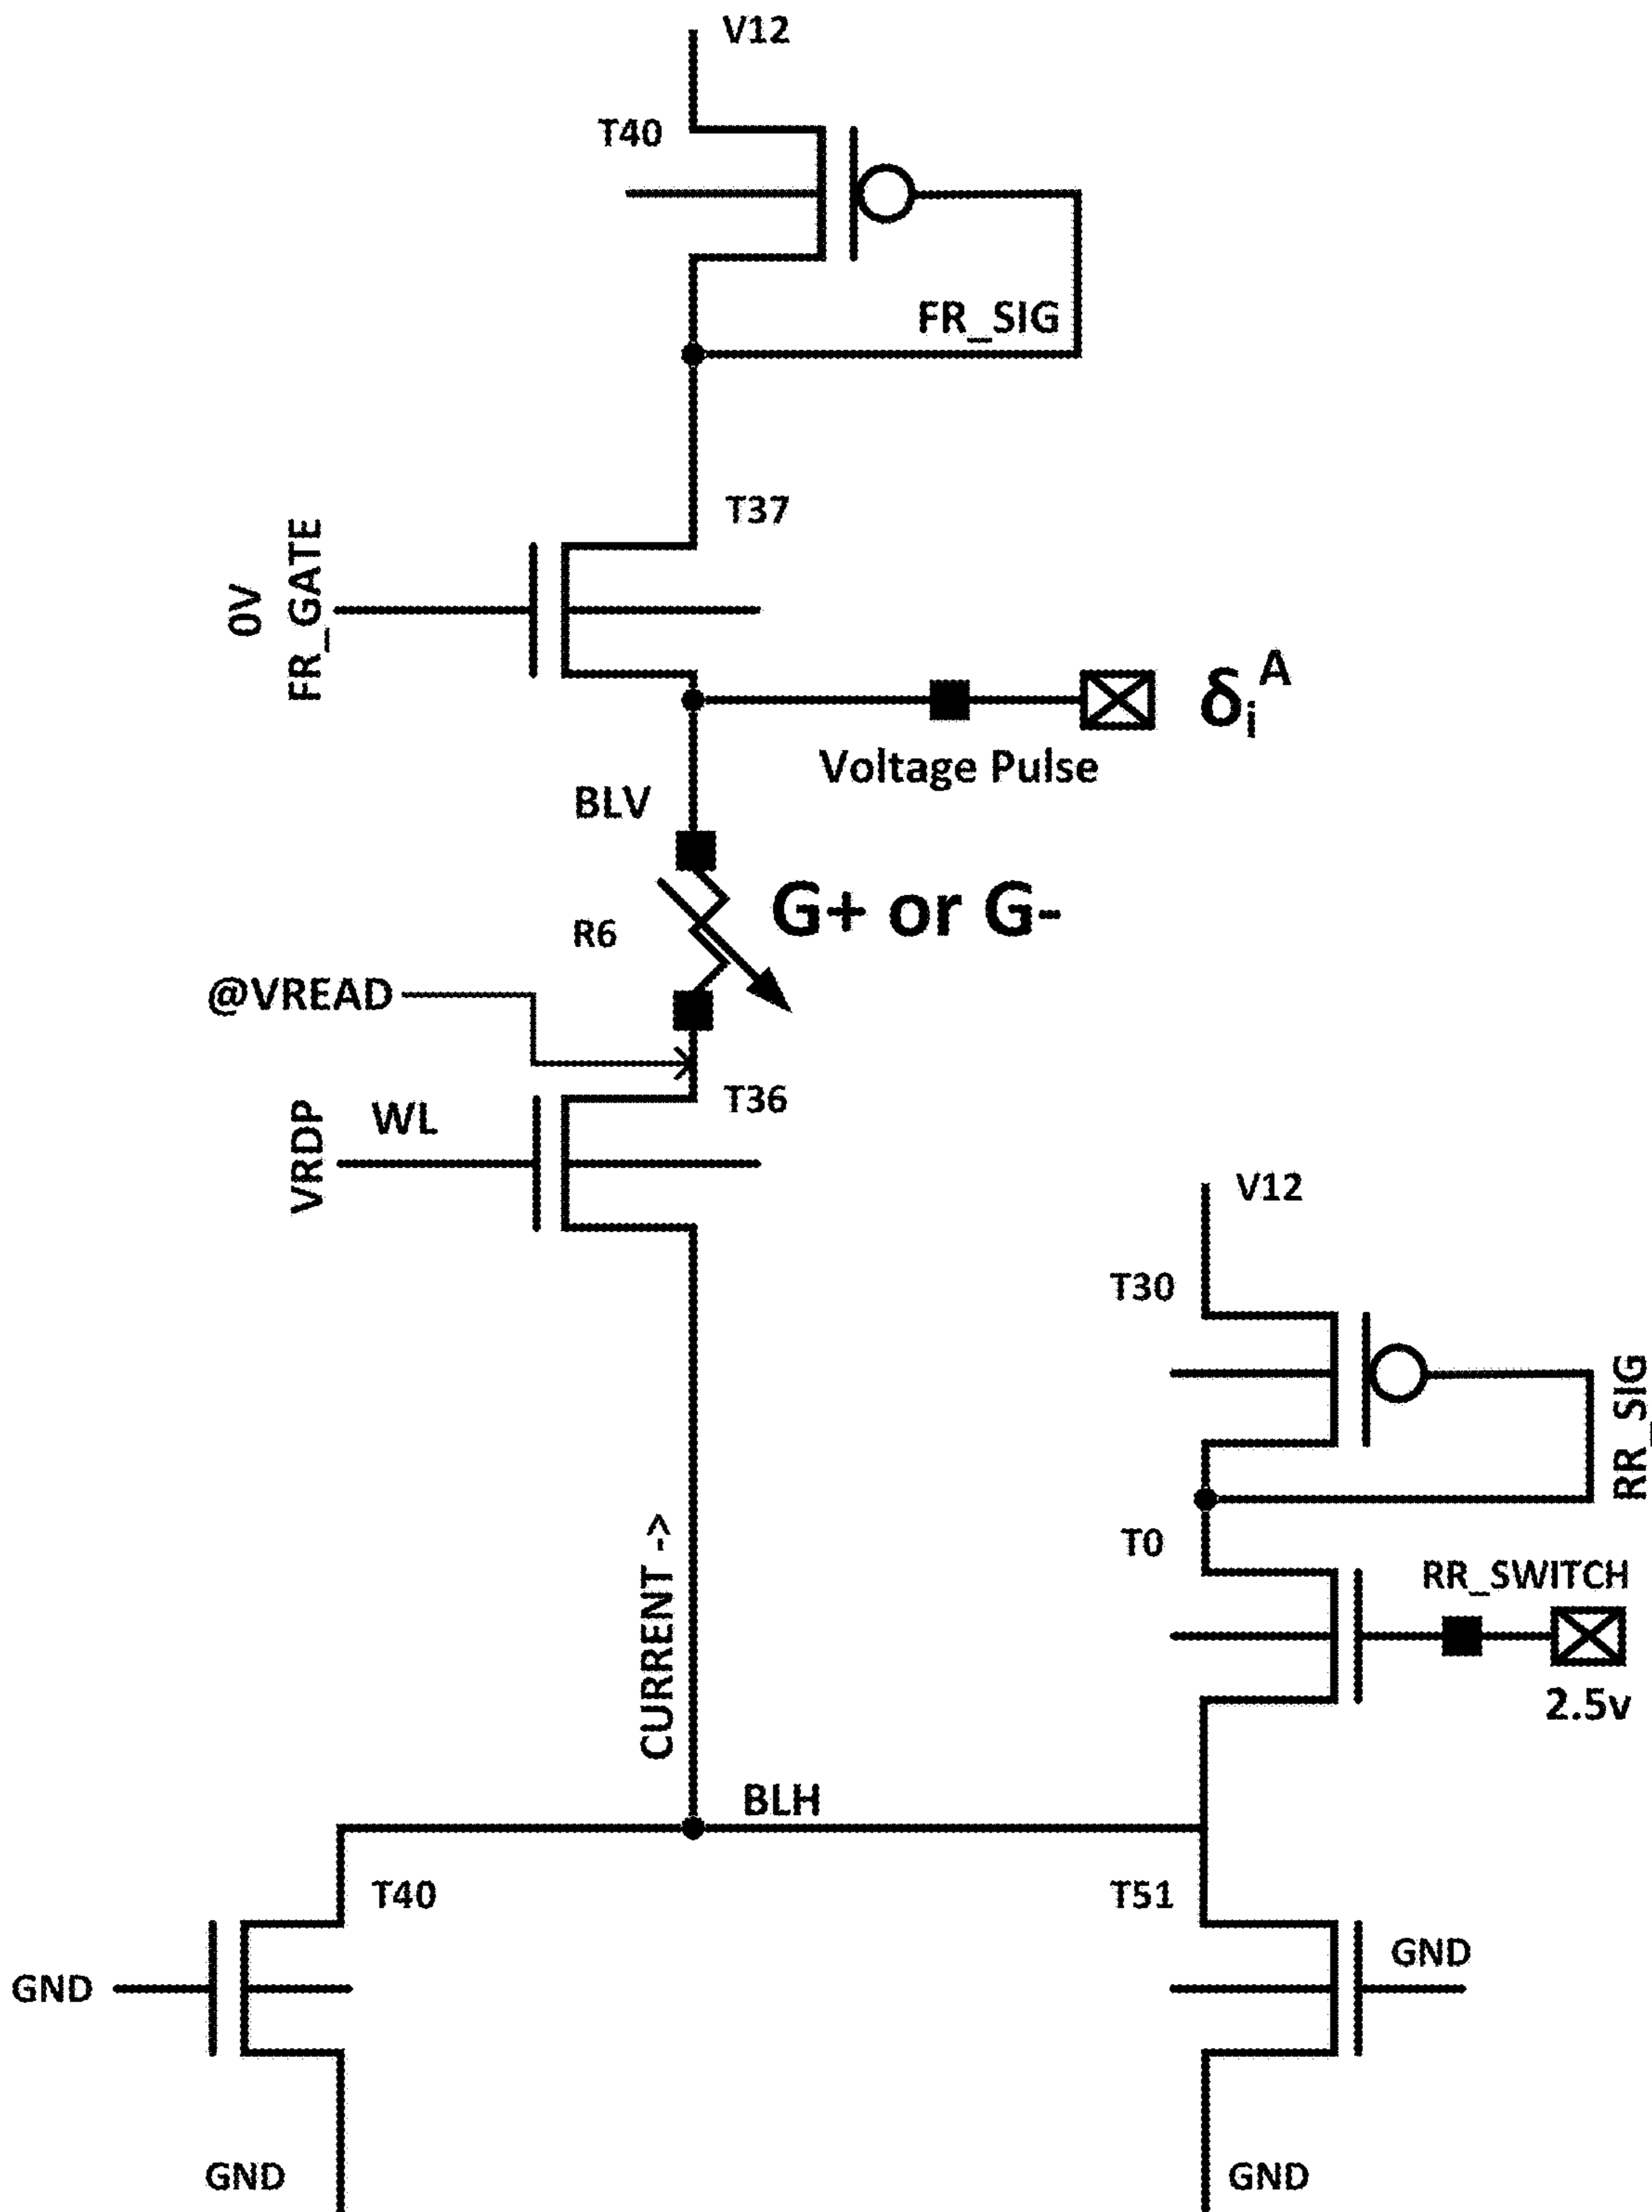 V12
T40
FR_SIG
T37
0V
FR_GATE
δiA
Voltage Pulse
BLV
G+ or G-
R6
@VREAD
T36
WL
VRDP
V12
T30
RR_SIG
T0
RR_SWITCH
2.5v
CURRENT ->
BLH
T40
T51
GND
GND
GND
GND